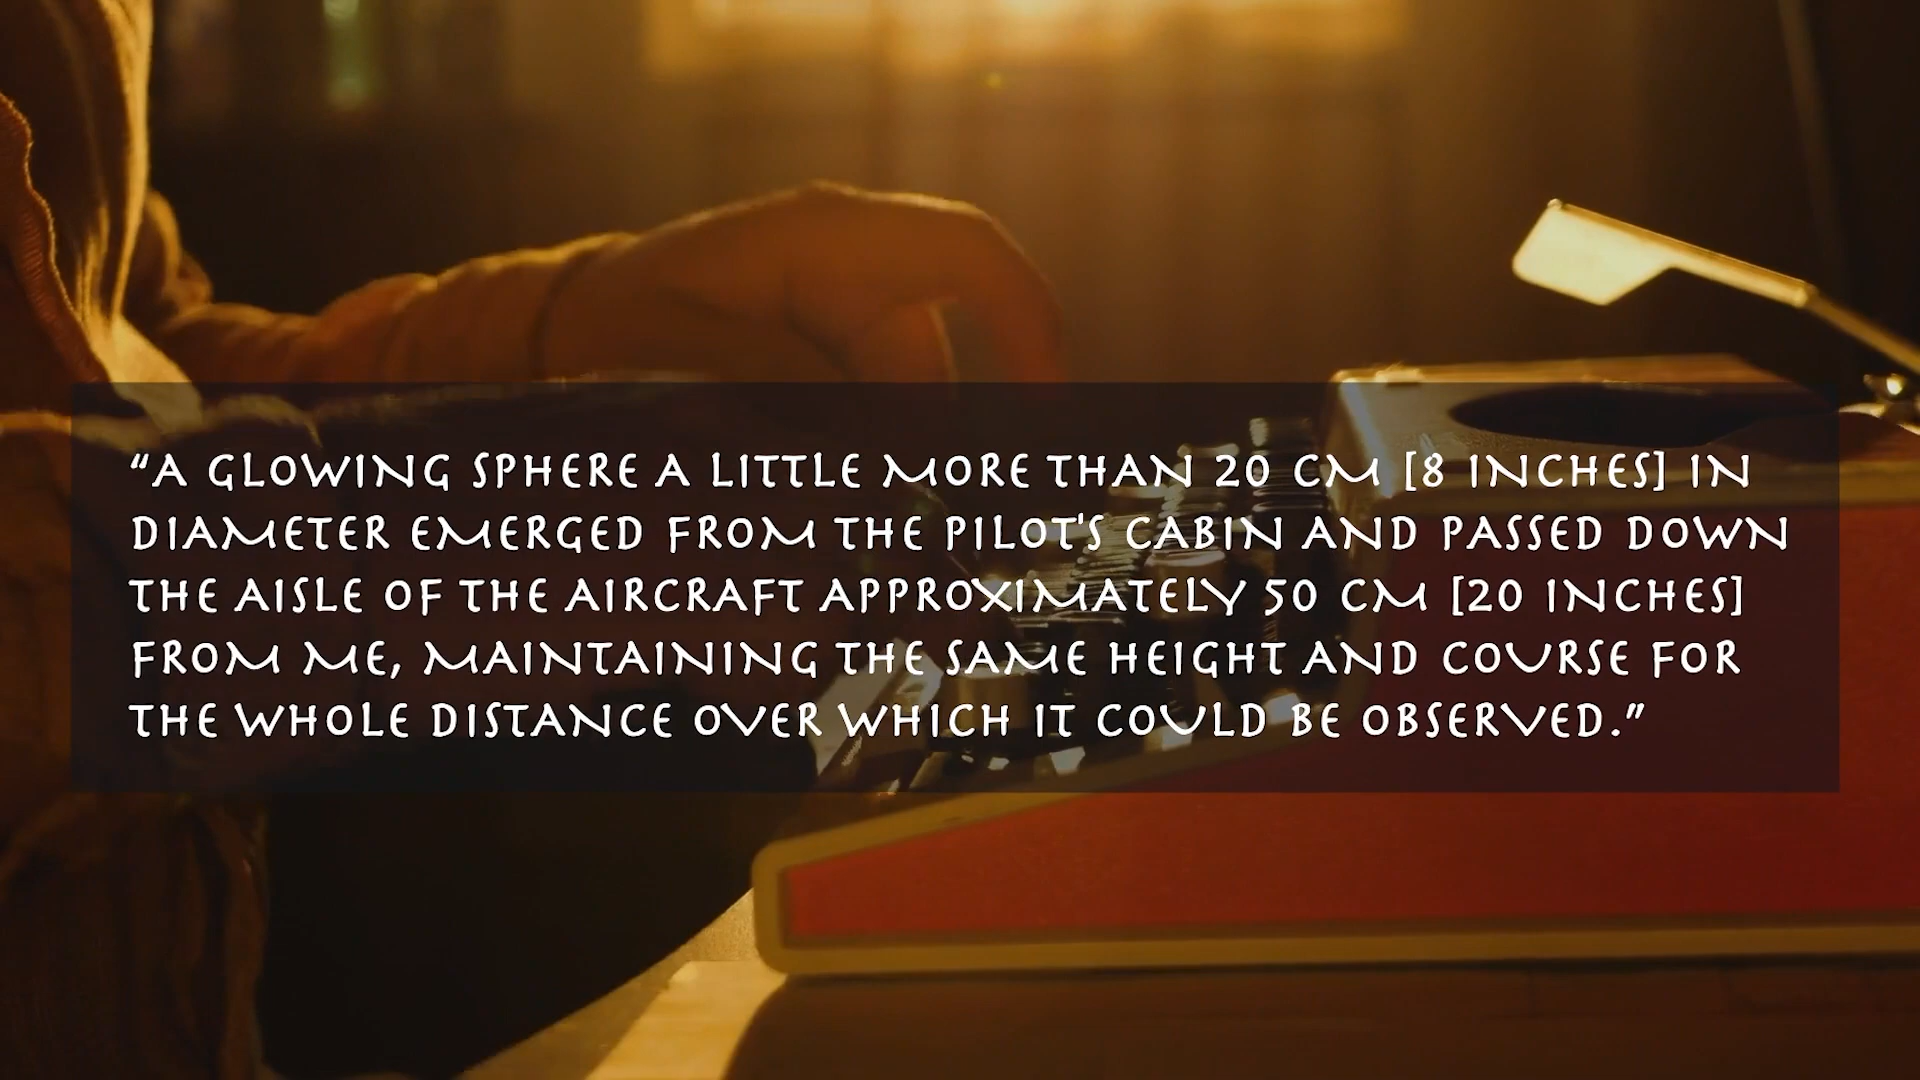 “A GLOWING SPHERE A LITTLE MORE THAN 20 CM [8 INCHES] IN
DIAMETER EMERGED FROM THE PILOT'S CABIN AND PASSED DOWN
THE AISLE OF THE AIRCRAFT APPROXIMATELY 50 CM [20 INCHES]
FROM ME, MAINTAINING THE SAME HEIGHT AND COURSE FOR
THE WHOLE DISTANCE OVER WHICH IT COULD BE OBSERVED.”